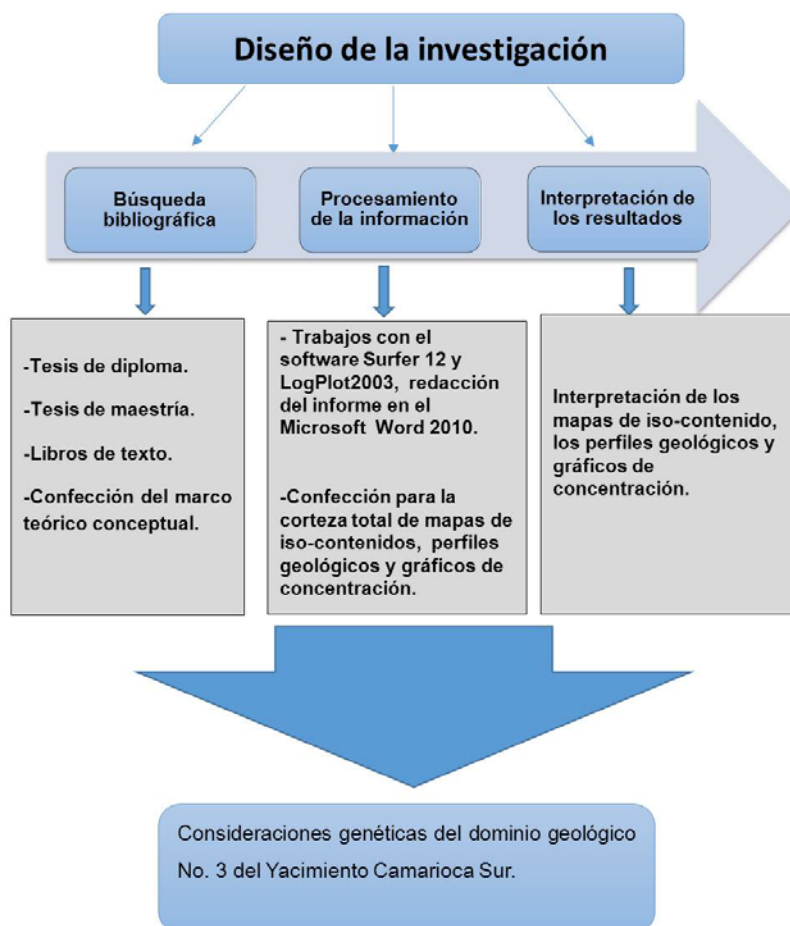 Diseño de la investigación
Búsqueda
bibliográfica
Procesamiento
de la información
Interpretación de
los resultados
-Tesis de diploma.
-Tesis de maestría.
-Libros de texto.
-Confección del marco
teórico conceptual.
- Trabajos con el
software Surfer 12 y
LogPlot2003, redacción
del informe en el
Microsoft Word 2010.
-Confección para la
corteza total de mapas de
iso-contenidos, perfiles
geológicos y gráficos de
concentración.
Interpretación de los
mapas de iso-contenido,
los perfiles geológicos y
gráficos de
concentración.
Consideraciones genéticas del dominio geológico
No. 3 del Yacimiento Camarioca Sur.